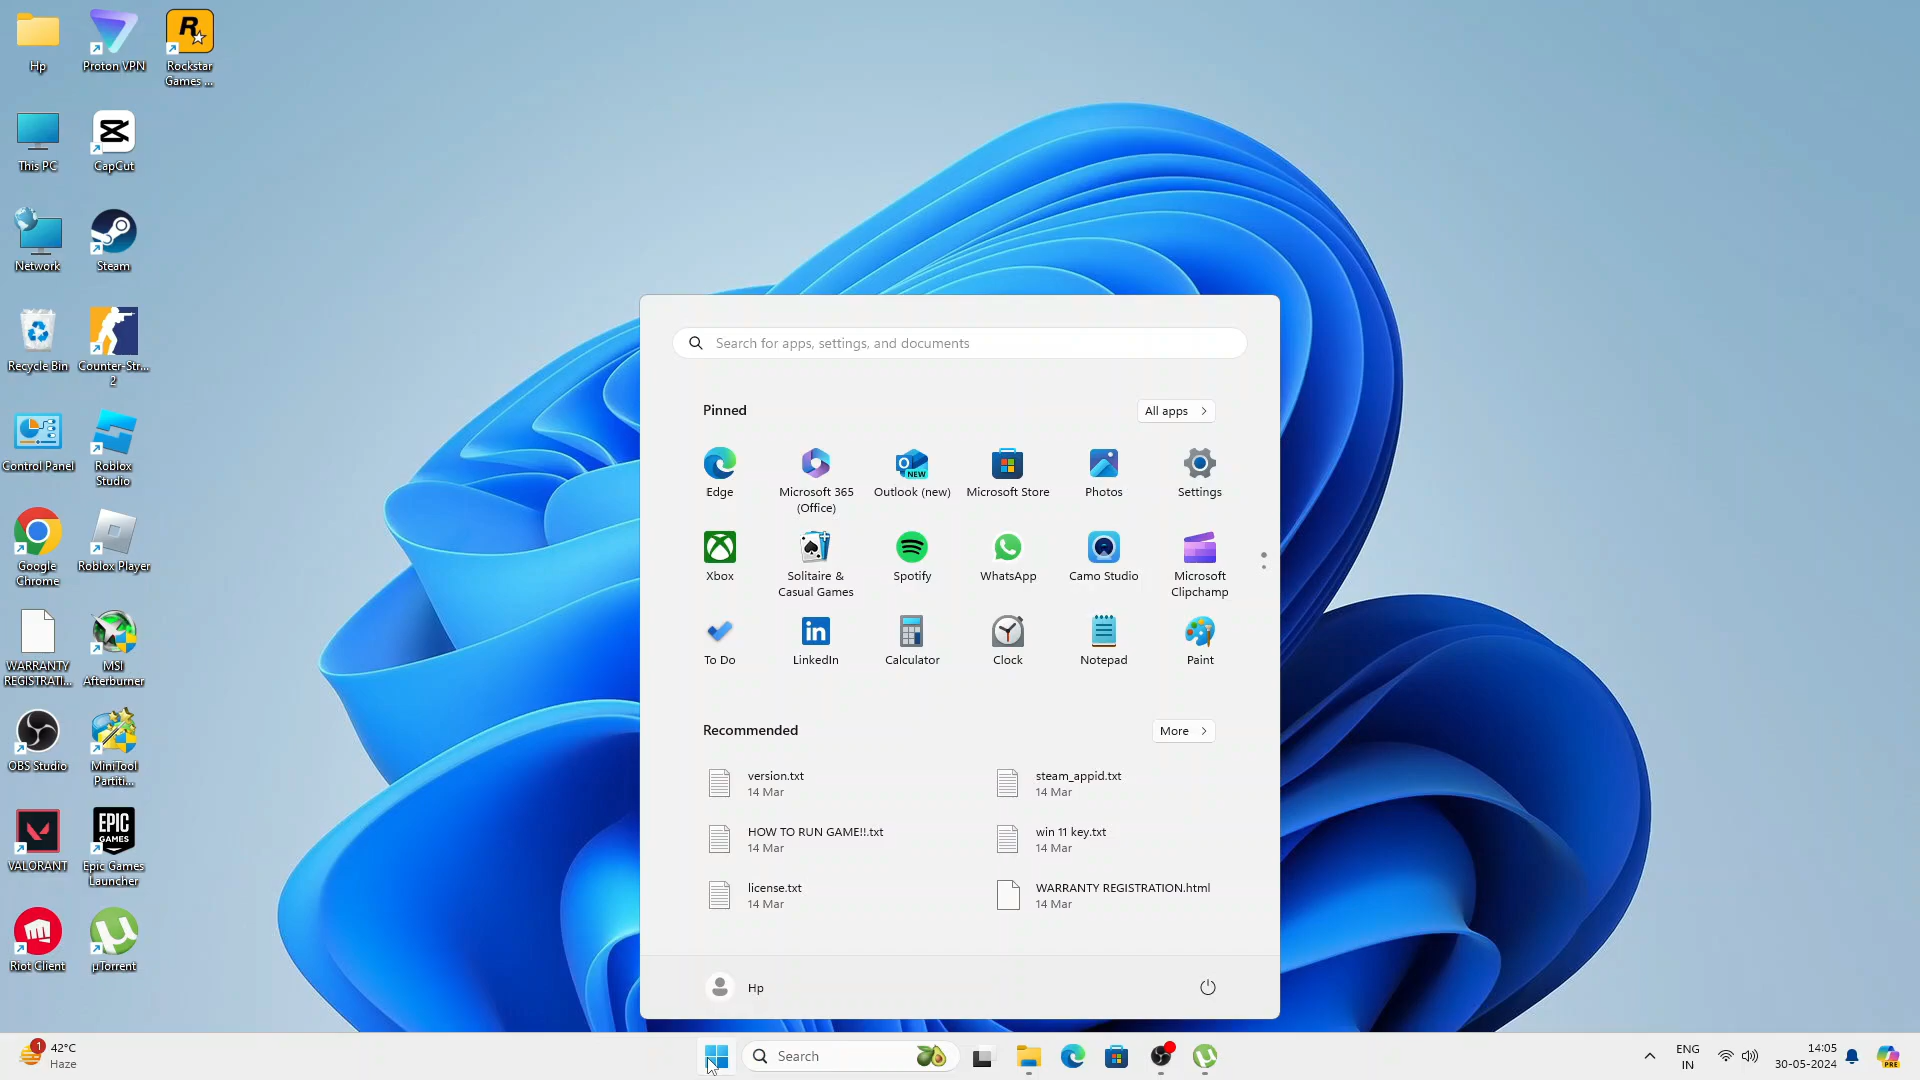 Hp
Proton VPN
Rockstar
Games ...
This PC
CapCut
Network
Steam
Recycle Bin
Counter-Str...
2
Control Panel
Roblox
Studio
Google
Chrome
Roblox Player
WARRANTY
REGISTRATI...
MSI
Afterburner
OBS Studio
MiniTool
Partiti...
VALORANT
EPIC
GAMES
Epic Games
Launcher
Riot Client
µTorrent
Search for apps, settings, and documents
Pinned
All apps
Edge
Microsoft 365
(Office)
NEW
Outlook (new)
Microsoft Store
Photos
Settings
Xbox
Solitaire &
Casual Games
Spotify
WhatsApp
Camo Studio
Microsoft
Clipchamp
To Do
LinkedIn
Calculator
Clock
Notepad
Paint
Recommended
More
version.txt
14 Mar
steam_appid.txt
14 Mar
HOW TO RUN GAME!!.txt
14 Mar
win 11 key.txt
14 Mar
license.txt
14 Mar
WARRANTY REGISTRATION.html
14 Mar
Hp
1
42°C
Haze
Search
ENG
IN
14:05
30-05-2024
PRE